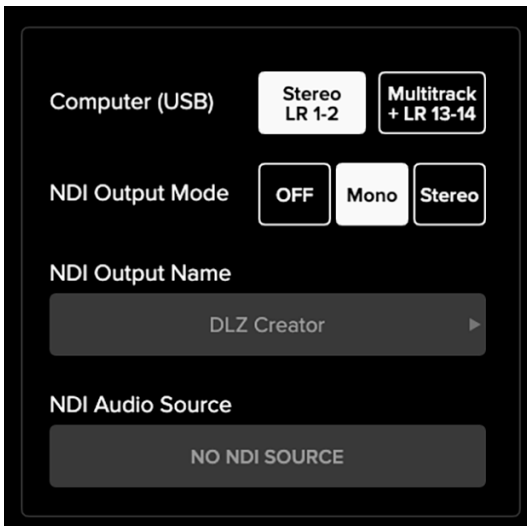 Computer (USB)
Stereo
LR 1-2
Multitrack
+ LR 13-14
NDI Output Mode
OFF
Mono
Stereo
NDI Output Name
DLZ Creator
NDI Audio Source
NO NDI SOURCE